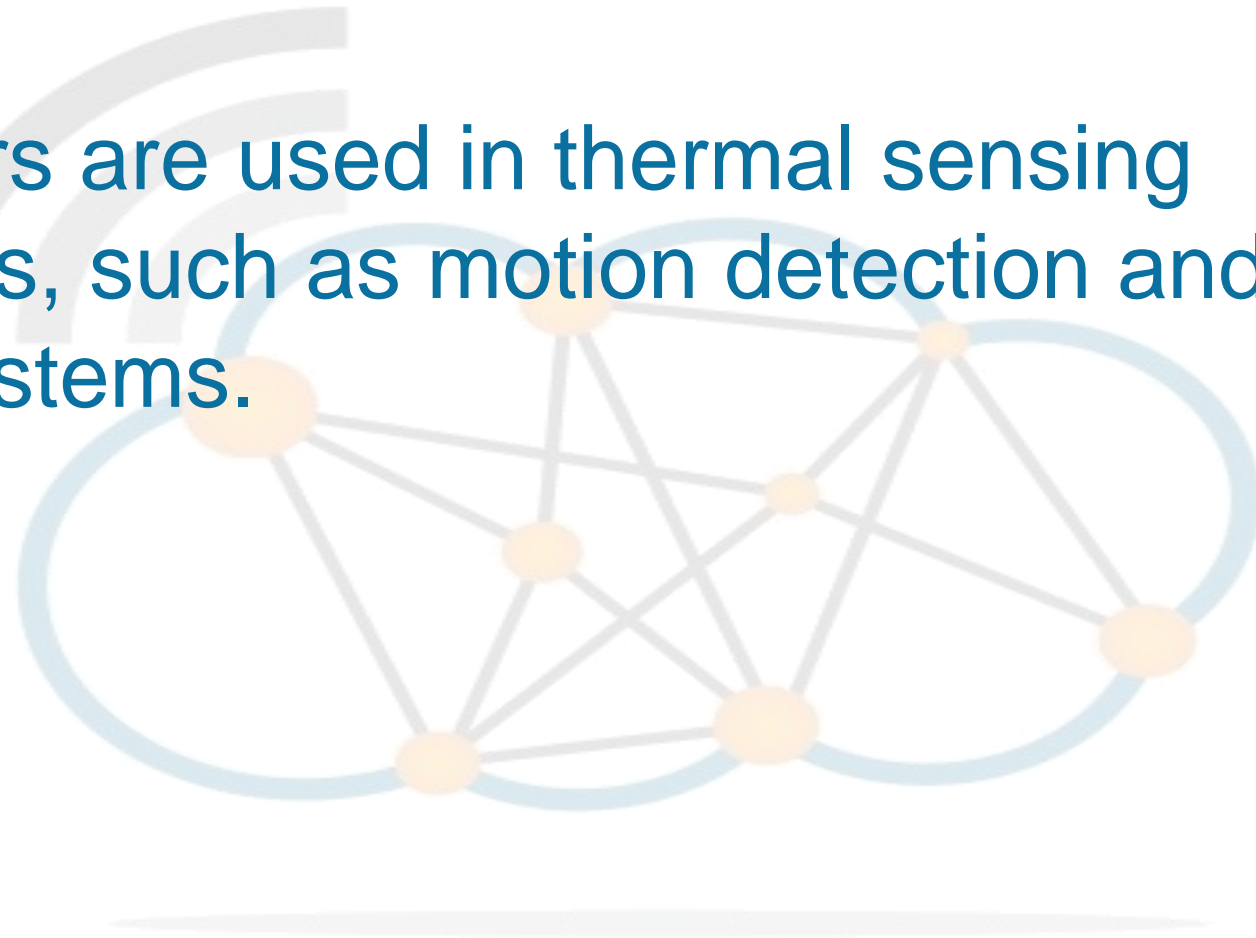 rs are used in thermal sensing
s, such as motion detection and
stems.